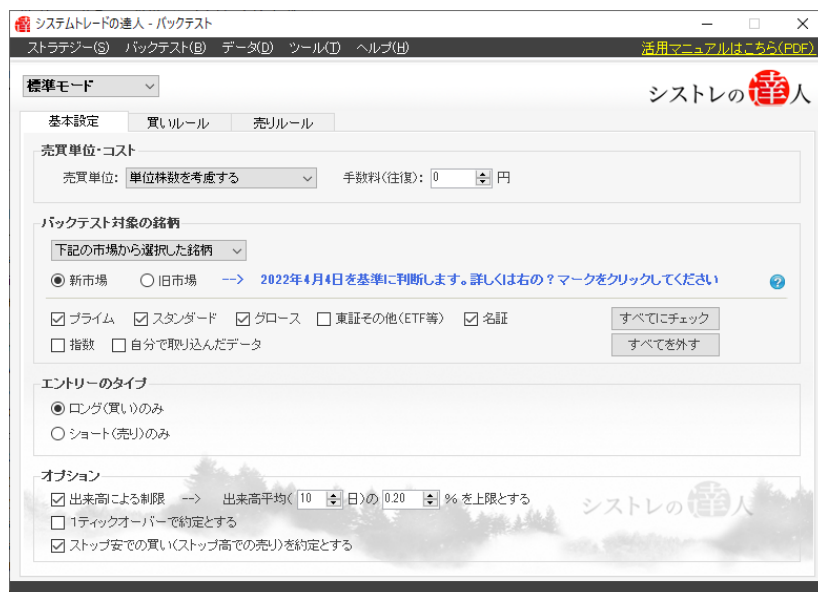 システムトレードの達人 - バックテスト
ストラテジー(S) バックテスト(B) データ(D) ツール(T) ヘルプ(H) 活用マニュアルはこちら(PDF)
標準モード
シストレの達人
基本設定 買いルール 売りルール
売買単位・コスト
売買単位: 単位株数を考慮する 手数料(往復): 0 円
バックテスト対象の銘柄
下記の市場から選択した銘柄
新市場 旧市場 --> 2022年4月4日を基準に判断します。詳しくは右の?マークをクリックしてください ?
プライム スタンダード グロース 東証その他(ETF等) 名証 すべてにチェック
指数 自分で取り込んだデータ すべてを外す
エントリーのタイプ
ロング(買い)のみ
ショート(売り)のみ
オプション
出来高による制限 --> 出来高平均( 10 日)の 0.20 % を上限とする
シストレの達人
1ティックオーバーで約定とする
ストップ安での買い(ストップ高での売り)を約定とする